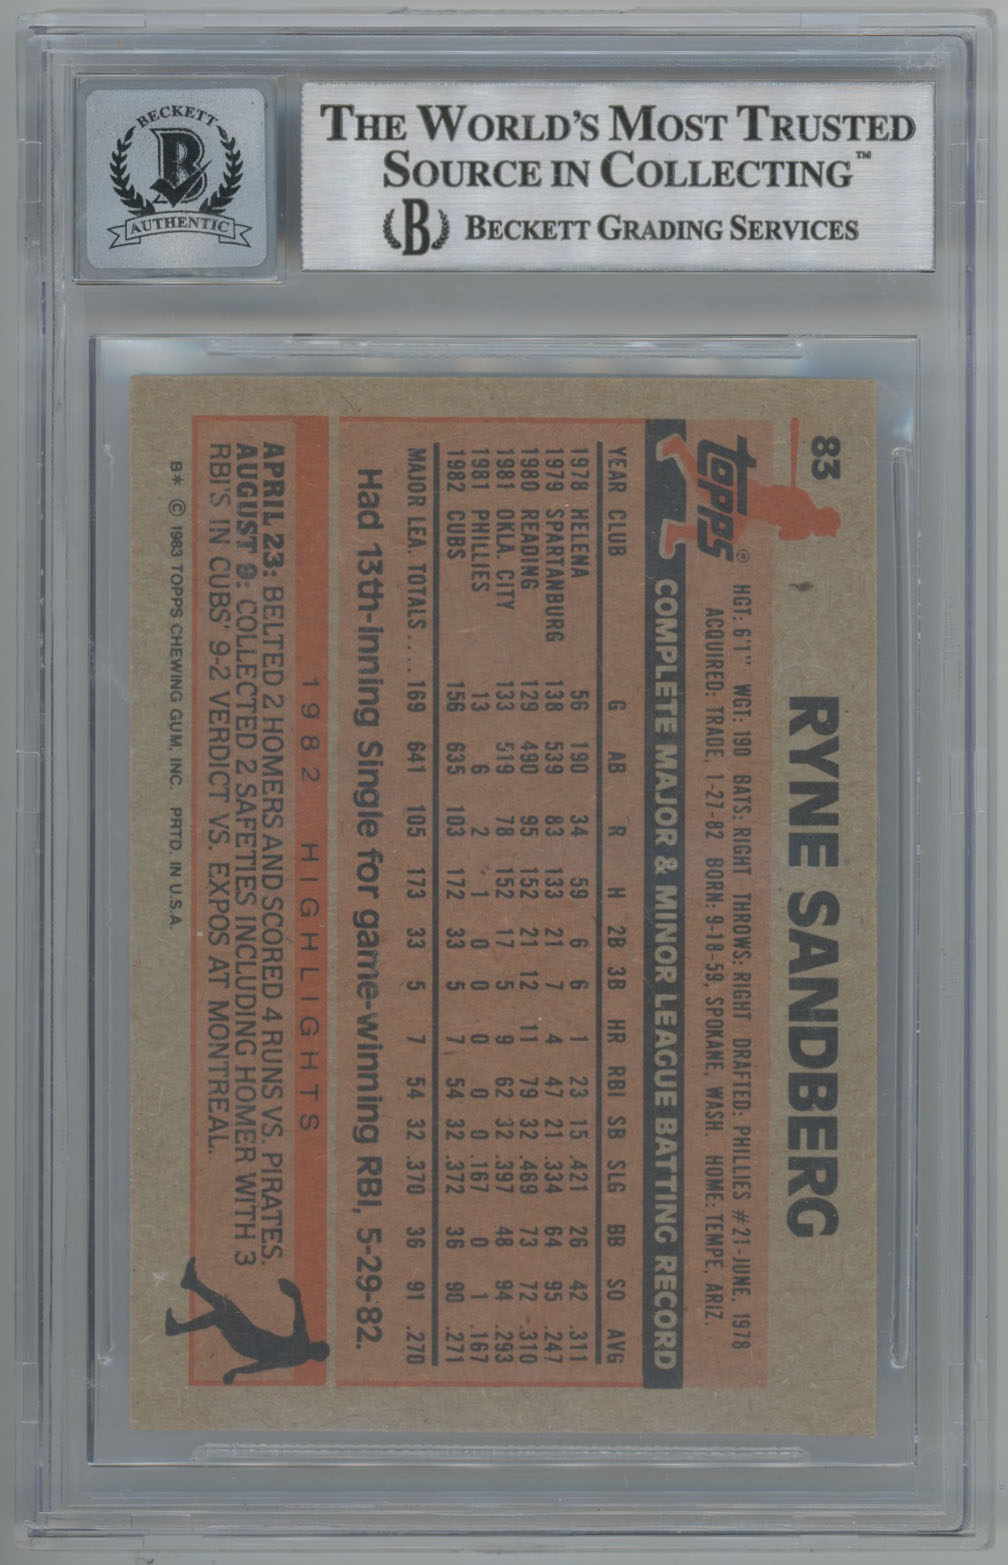 BECKETT
B
AUTHENTIC
THE WORLD'S MOST TRUSTED
SOURCE IN COLLECTING™
B BECKETT GRADING SERVICES
83
RYNE SANDBERG
TOPPS®
HGT: 6'1" WGT: 190 BATS: RIGHT THROWS: RIGHT DRAFTED: PHILLIES #21-JUNE, 1978
ACQUIRED: TRADE, 1-27-82 BORN: 9-18-59, SPOKANE, WASH. HOME: TEMPE, ARIZ.
COMPLETE MAJOR & MINOR LEAGUE BATTING RECORD
YEAR CLUB G AB R H 2B 3B HR RBI SB SLG BB SO AVG
1978 HELENA 56 190 34 59 6 6 1 23 15 .421 26 42 .311
1979 SPARTANBURG 138 539 83 133 21 7 4 47 21 .334 64 95 .247
1980 READING 129 490 95 152 21 12 11 79 32 .469 73 72 .310
1981 OKLA. CITY 133 519 78 152 17 5 9 62 32 .397 48 94 .293
1981 PHILLIES 13 6 2 1 0 0 0 0 0 .167 0 1 .167
1982 CUBS 156 635 103 172 33 5 7 54 32 .372 36 90 .271
MAJOR LEA. TOTALS .... 169 641 105 173 33 5 7 54 32 .370 36 91 .270
Had 13th-inning Single for game-winning RBI, 5-29-82.
1982 HIGHLIGHTS
APRIL 23: BELTED 2 HOMERS AND SCORED 4 RUNS VS. PIRATES.
AUGUST 9: COLLECTED 2 SAFETIES INCLUDING HOMER WITH 3
RBI'S IN CUBS' 9-2 VERDICT VS. EXPOS AT MONTREAL.
B* © 1983 TOPPS CHEWING GUM, INC. PRTD. IN U.S.A.